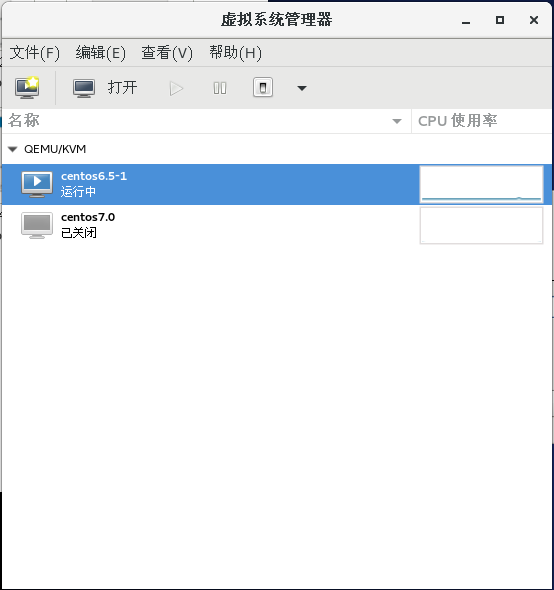 虚拟系统管理器
文件(F) 编辑(E) 查看(V) 帮助(H)
打开
名称 CPU 使用率
QEMU/KVM
centos6.5-1
运行中
centos7.0
已关闭